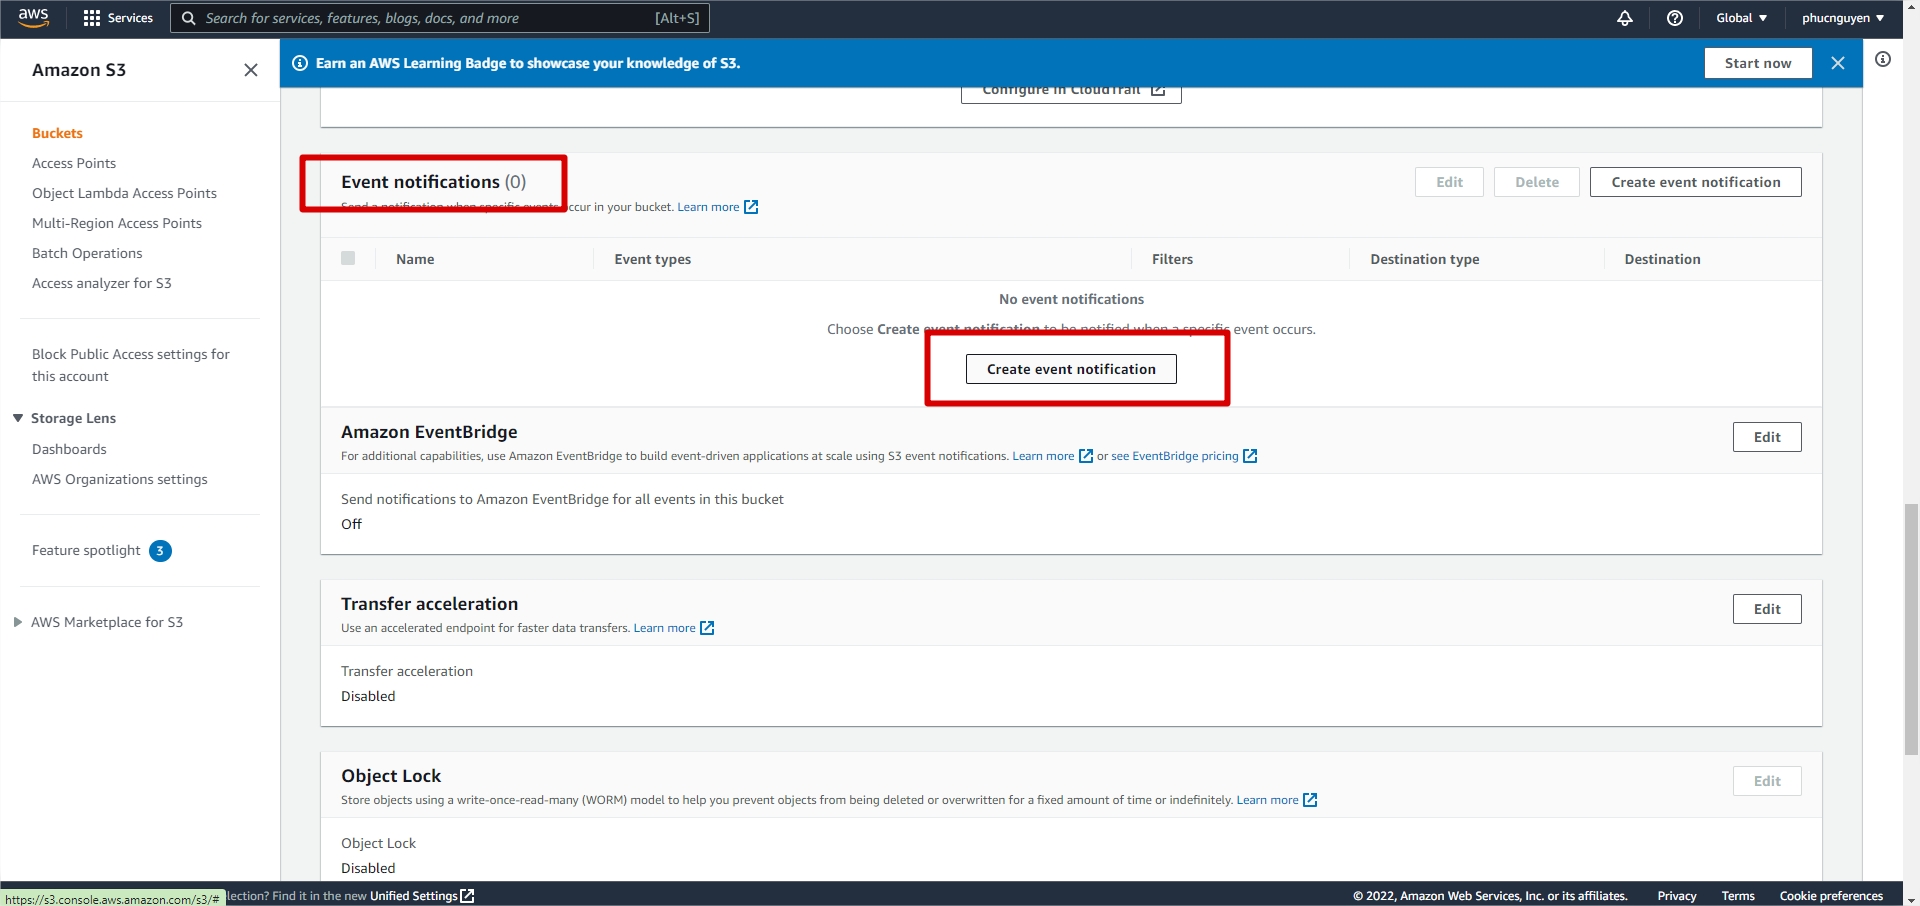 aws
Services
Search for services, features, blogs, docs, and more
[Alt+S]
Global
phucnguyen
Amazon S3
Earn an AWS Learning Badge to showcase your knowledge of S3.
Start now
Buckets
Access Points
Object Lambda Access Points
Multi-Region Access Points
Batch Operations
Access analyzer for S3
Block Public Access settings for
this account
Storage Lens
Dashboards
AWS Organizations settings
Feature spotlight 3
AWS Marketplace for S3
Configure in CloudTrail
Event notifications (0)
Send a notification when specific events occur in your bucket. Learn more
Edit
Delete
Create event notification
Name
Event types
Filters
Destination type
Destination
No event notifications
Choose Create event notification to be notified when a specific event occurs.
Create event notification
Amazon EventBridge
For additional capabilities, use Amazon EventBridge to build event-driven applications at scale using S3 event notifications. Learn more or see EventBridge pricing
Edit
Send notifications to Amazon EventBridge for all events in this bucket
Off
Transfer acceleration
Use an accelerated endpoint for faster data transfers. Learn more
Edit
Transfer acceleration
Disabled
Object Lock
Store objects using a write-once-read-many (WORM) model to help you prevent objects from being deleted or overwritten for a fixed amount of time or indefinitely. Learn more
Edit
Object Lock
Disabled
https://s3.console.aws.amazon.com/s3/#
lection? Find it in the new Unified Settings
© 2022, Amazon Web Services, Inc. or its affiliates.
Privacy
Terms
Cookie preferences